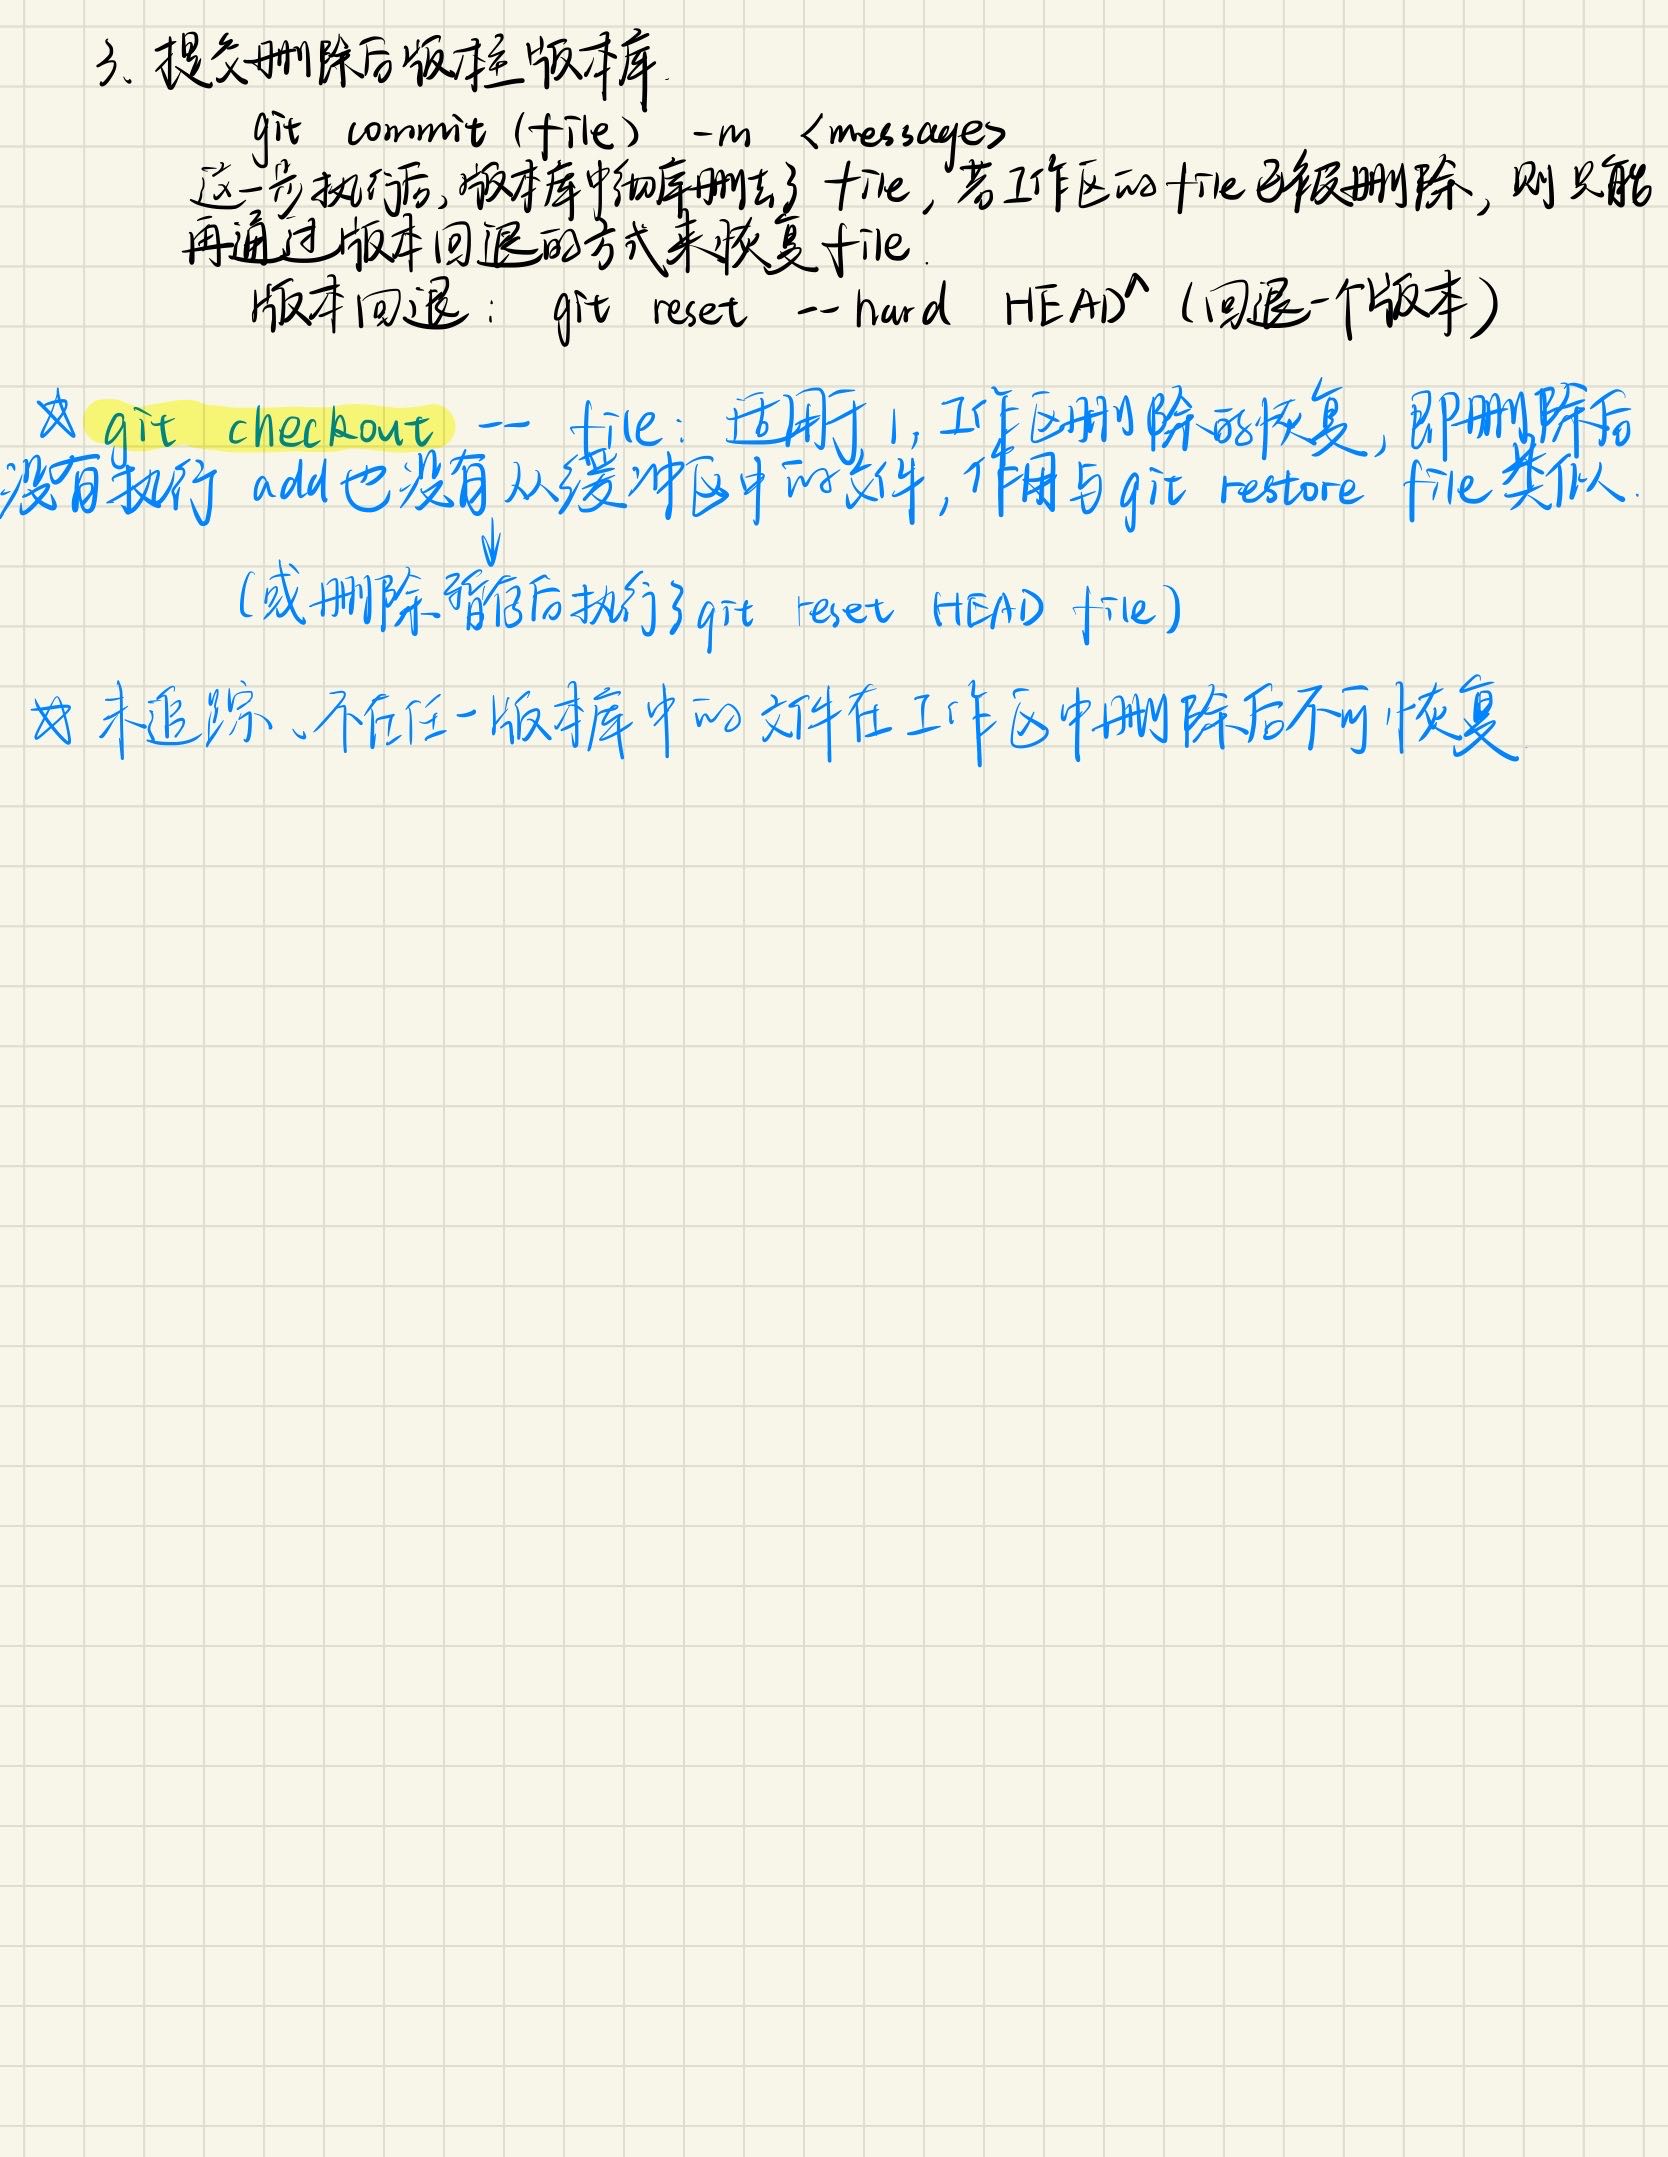 3、提交删除后版本至版本库.
git commit (file) -m <message>
这一步执行后,版本库中彻底删去了 file, 若工作区的 file 已经被删除, 则只能
再通过版本回退的方式来恢复 file.
版本回退: git reset --hard HEAD^ (回退一个版本)
☆ git checkout -- file: 适用于 1, 工作区删除的恢复, 即删除后
没有执行 add 也没有从缓冲区中的文件, 作用与 git restore file 类似.
↓
(或删除暂存后执行了 git reset HEAD file)
☆ 未追踪、不在任一版本库中的文件在工作区中删除后不可恢复.